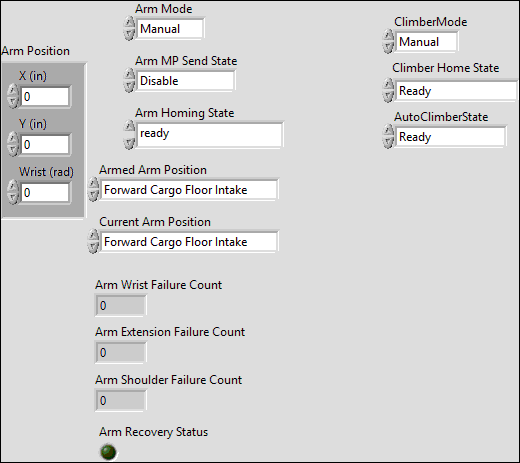 Arm Position
X (in)
0
Y (in)
0
Wrist (rad)
0
Arm Mode
Manual
Arm MP Send State
Disable
Arm Homing State
ready
Armed Arm Position
Forward Cargo Floor Intake
Current Arm Position
Forward Cargo Floor Intake
Arm Wrist Failure Count
0
Arm Extension Failure Count
0
Arm Shoulder Failure Count
0
Arm Recovery Status
ClimberMode
Manual
Climber Home State
Ready
AutoClimberState
Ready